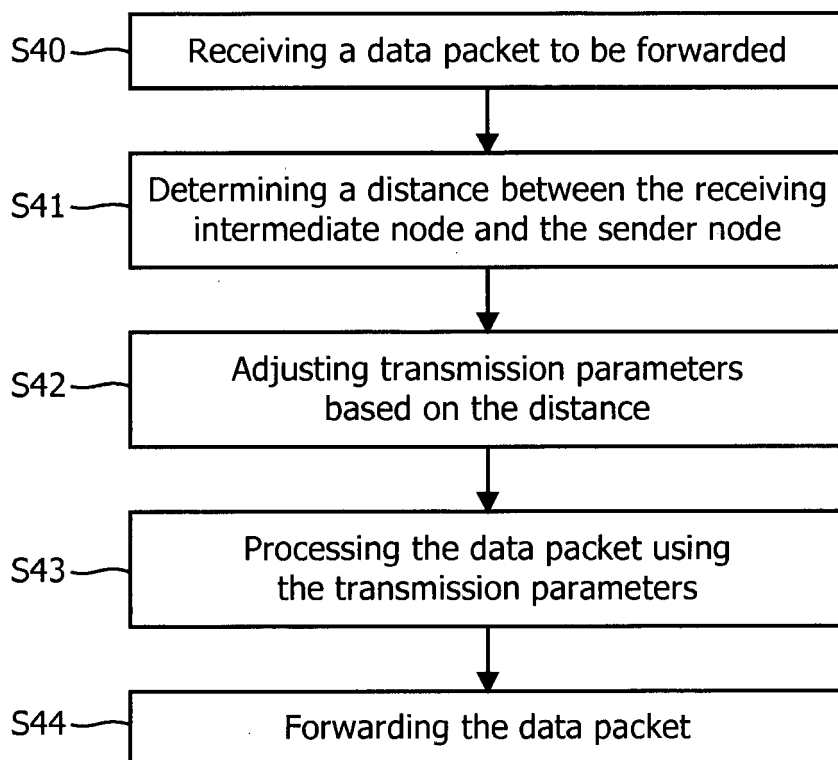 S40 Receiving a data packet to be forwarded
S41 Determining a distance between the receiving
intermediate node and the sender node
S42 Adjusting transmission parameters
based on the distance
S43 Processing the data packet using
the transmission parameters
S44 Forwarding the data packet